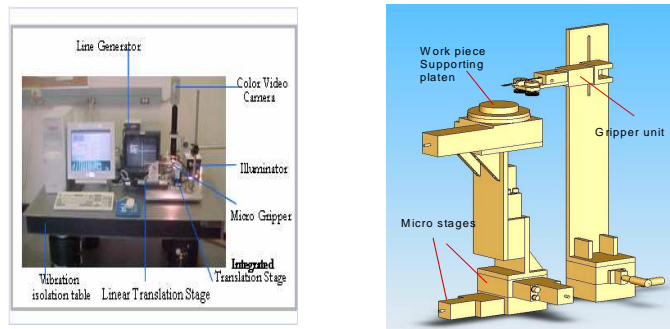 Line Generator
Color Video
Camera
Illuminator
Micro Gripper
Integrated
Translation Stage
Vibration
isolation table
Linear Translation Stage
Work piece
Supporting
platen
Gripper unit
Micro stages